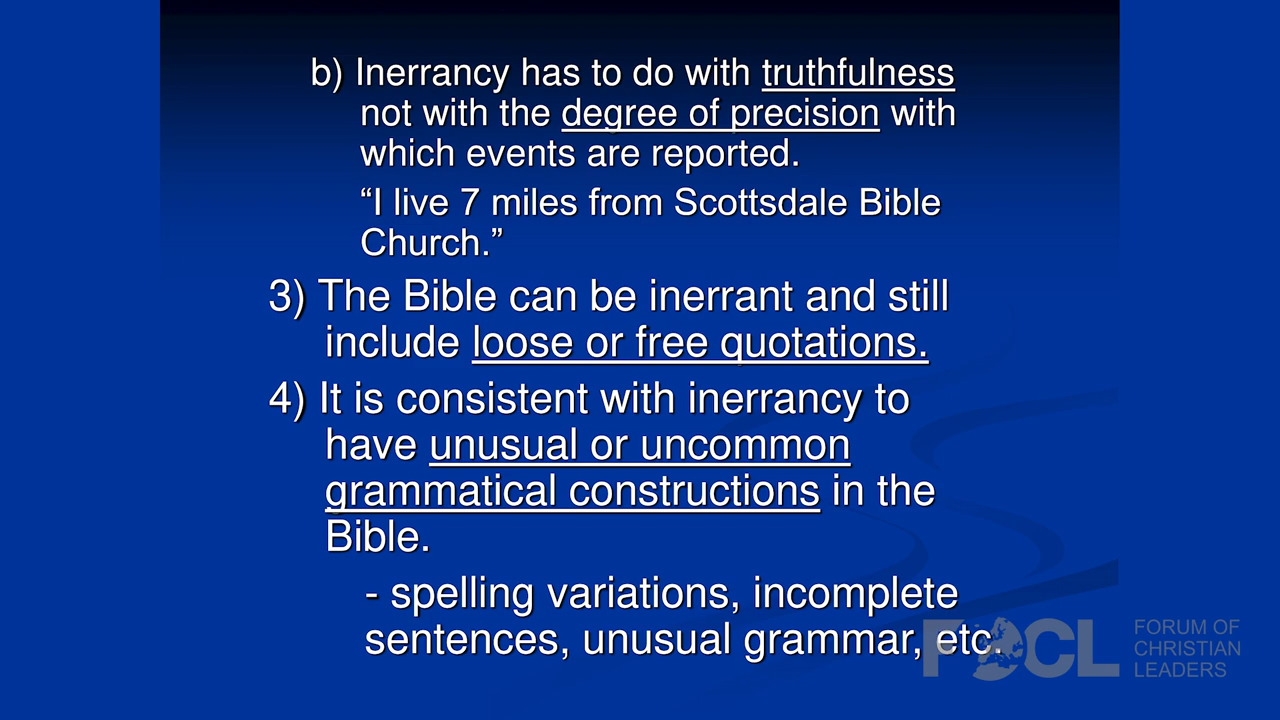 b) Inerrancy has to do with truthfulness
not with the degree of precision with
which events are reported.
“I live 7 miles from Scottsdale Bible
Church.”
3) The Bible can be inerrant and still
include loose or free quotations.
4) It is consistent with inerrancy to
have unusual or uncommon
grammatical constructions in the
Bible.
- spelling variations, incomplete
sentences, unusual grammar, etc.
FOCL
FORUM OF
CHRISTIAN
LEADERS